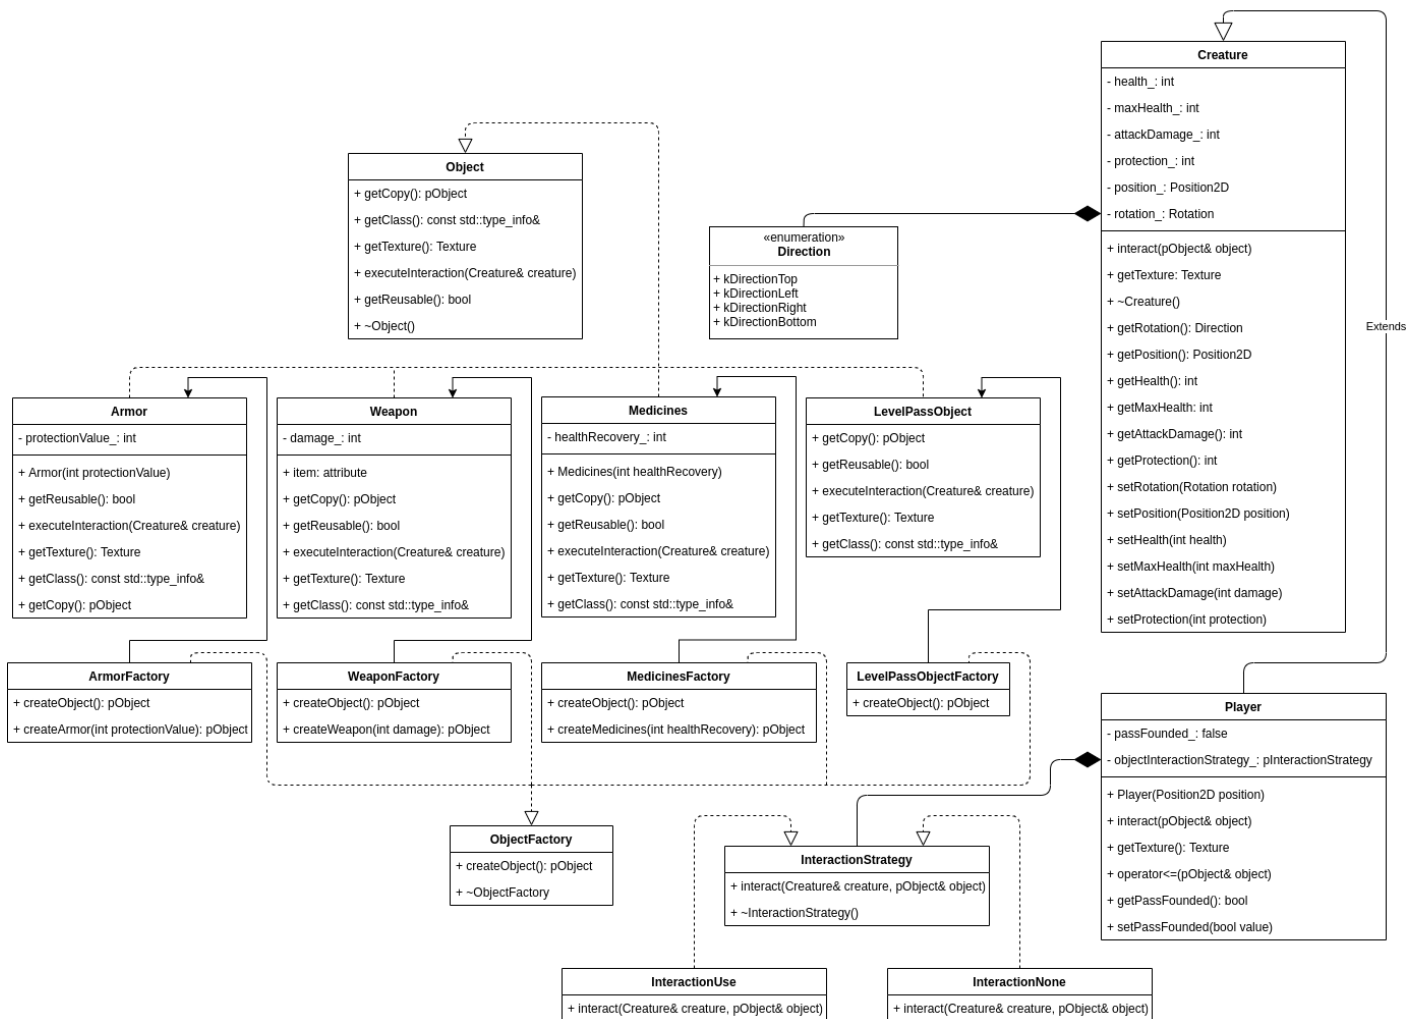 Creature
- health_: int
- maxHealth_: int
- attackDamage_: int
- protection_: int
- position_: Position2D
- rotation_: Rotation
+ interact(pObject& object)
+ getTexture: Texture
+ ~Creature()
+ getRotation(): Direction
+ getPosition(): Position2D
+ getHealth(): int
+ getMaxHealth: int
+ getAttackDamage(): int
+ getProtection(): int
+ setRotation(Rotation rotation)
+ setPosition(Position2D position)
+ setHealth(int health)
+ setMaxHealth(int maxHealth)
+ setAttackDamage(int damage)
+ setProtection(int protection)
Extends
Object
+ getCopy(): pObject
+ getClass(): const std::type_info&
+ getTexture(): Texture
+ executeInteraction(Creature& creature)
+ getReusable(): bool
+ ~Object()
«enumeration»
Direction
+ kDirectionTop
+ kDirectionLeft
+ kDirectionRight
+ kDirectionBottom
Armor
- protectionValue_: int
+ Armor(int protectionValue)
+ getReusable(): bool
+ executeInteraction(Creature& creature)
+ getTexture(): Texture
+ getClass(): const std::type_info&
+ getCopy(): pObject
Weapon
- damage_: int
+ item: attribute
+ getCopy(): pObject
+ getReusable(): bool
+ executeInteraction(Creature& creature)
+ getTexture(): Texture
+ getClass(): const std::type_info&
Medicines
- healthRecovery_: int
+ Medicines(int healthRecovery)
+ getCopy(): pObject
+ getReusable(): bool
+ executeInteraction(Creature& creature)
+ getTexture(): Texture
+ getClass(): const std::type_info&
LevelPassObject
+ getCopy(): pObject
+ getReusable(): bool
+ executeInteraction(Creature& creature)
+ getTexture(): Texture
+ getClass(): const std::type_info&
ArmorFactory
+ createObject(): pObject
+ createArmor(int protectionValue): pObject
WeaponFactory
+ createObject(): pObject
+ createWeapon(int damage): pObject
MedicinesFactory
+ createObject(): pObject
+ createMedicines(int healthRecovery): pObject
LevelPassObjectFactory
+ createObject(): pObject
Player
- passFounded_: false
- objectInteractionStrategy_: pInteractionStrategy
+ Player(Position2D position)
+ interact(pObject& object)
+ getTexture(): Texture
+ operator<=(pObject& object)
+ getPassFounded(): bool
+ setPassFounded(bool value)
ObjectFactory
+ createObject(): pObject
+ ~ObjectFactory
InteractionStrategy
+ interact(Creature& creature, pObject& object)
+ ~InteractionStrategy()
InteractionUse
+ interact(Creature& creature, pObject& object)
InteractionNone
+ interact(Creature& creature, pObject& object)